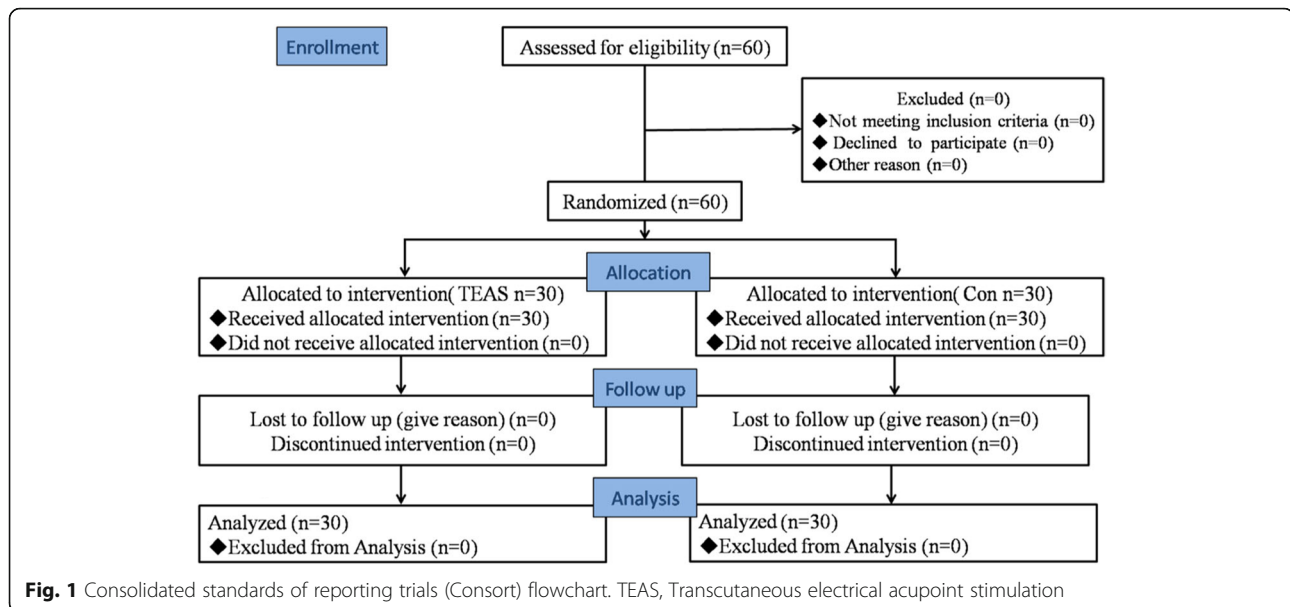 Enrollment
Assessed for eligibility (n=60)
Excluded (n=0)
◆Not meeting inclusion criteria (n=0)
◆ Declined to participate (n=0)
◆Other reason (n=0)
Randomized (n=60)
Allocation
Allocated to intervention( TEAS n=30)
◆Received allocated intervention (n=30)
◆Did not receive allocated intervention (n=0)
Allocated to intervention( Con n=30)
◆Received allocated intervention (n=30)
◆Did not receive allocated intervention (n=0)
Follow up
Lost to follow up (give reason) (n=0)
Discontinued intervention (n=0)
Lost to follow up (give reason) (n=0)
Discontinued intervention (n=0)
Analysis
Analyzed (n=30)
◆Excluded from Analysis (n=0)
Analyzed (n=30)
◆Excluded from Analysis (n=0)
Fig. 1 Consolidated standards of reporting trials (Consort) flowchart. TEAS, Transcutaneous electrical acupoint stimulation